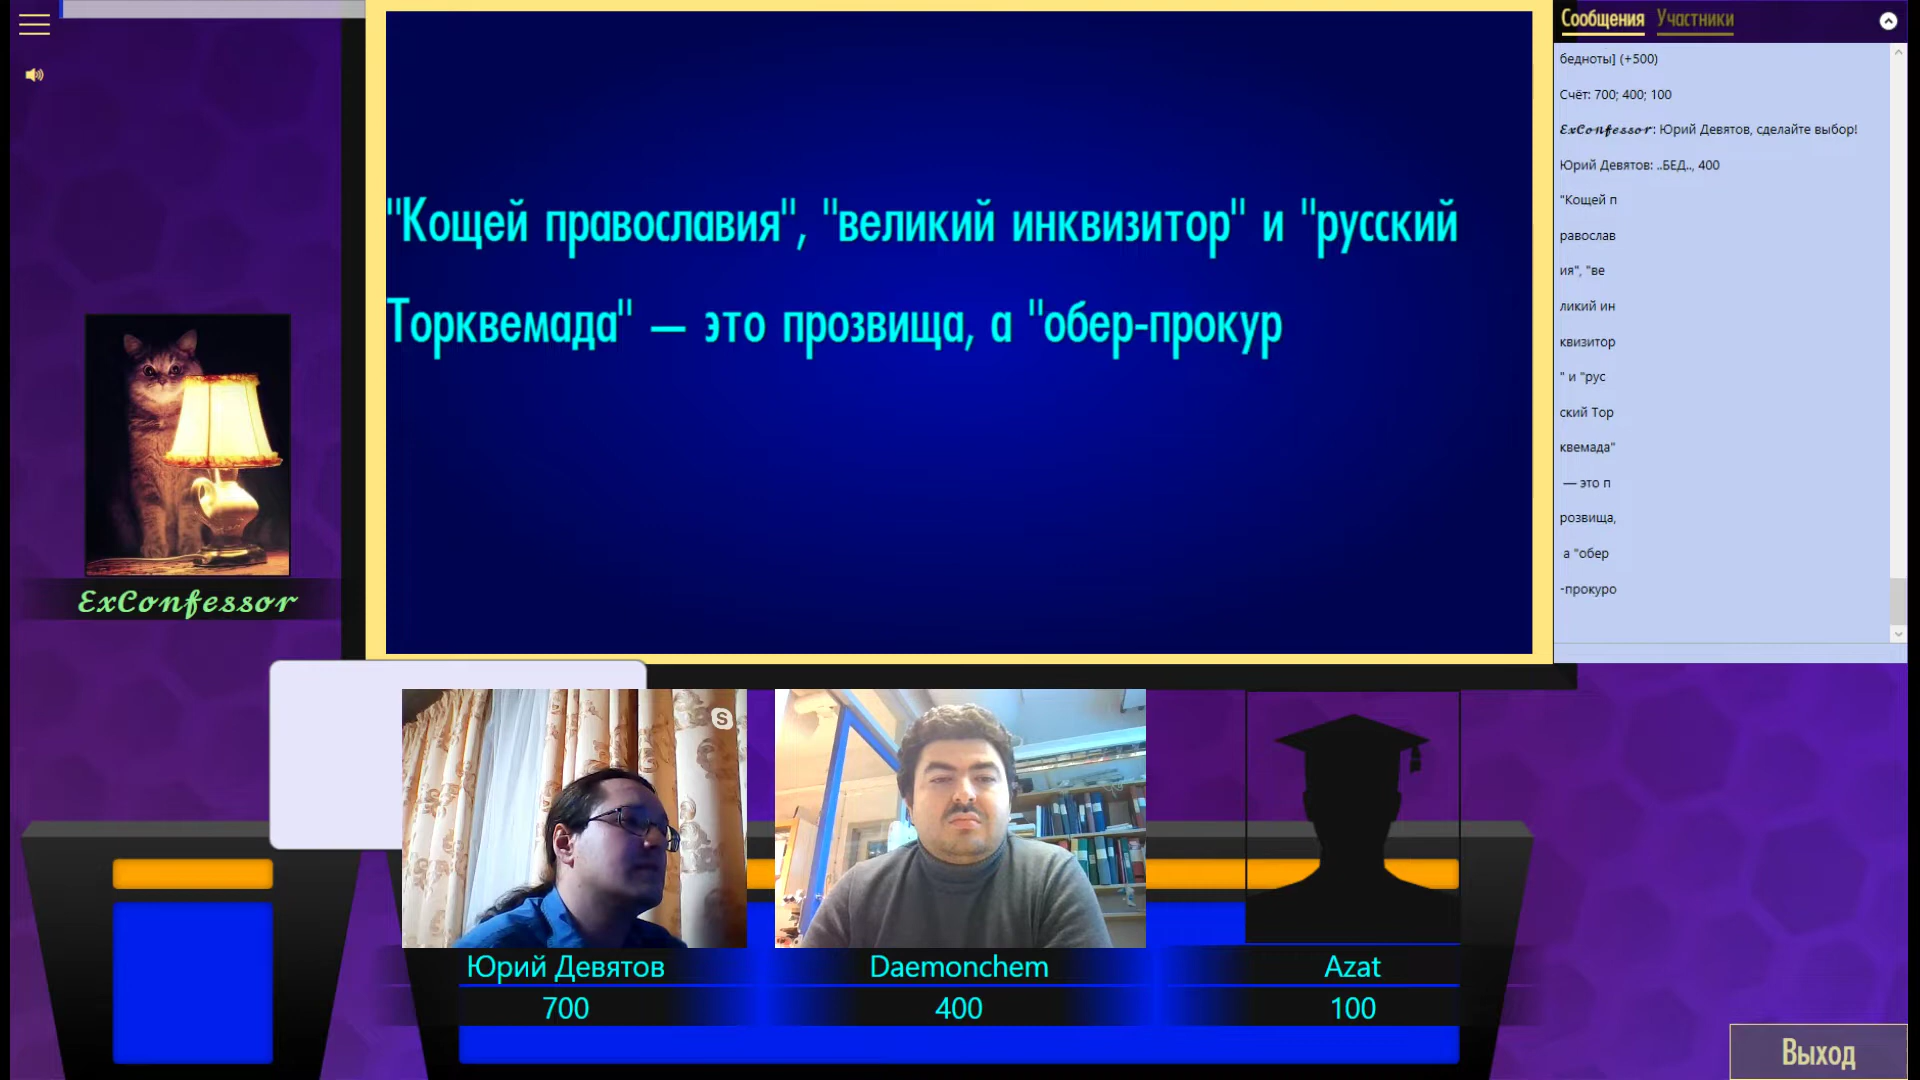 "Кощей православия", "великий инквизитор" и "русский
Торквемада" — это прозвища, а "обер-прокур
Сообщения Участники
бедноты] (+500)
Счёт: 700; 400; 100
ExConfessor: Юрий Девятов, сделайте выбор!
Юрий Девятов: ..БЕД.., 400
"Кощей п
равослав
ия", "ве
ликий ин
квизитор
" и "рус
ский Тор
квемада"
— это п
розвища,
а "обер
-прокуро
ExConfessor
S
Юрий Девятов
700
Daemonchem
400
Azat
100
Выход